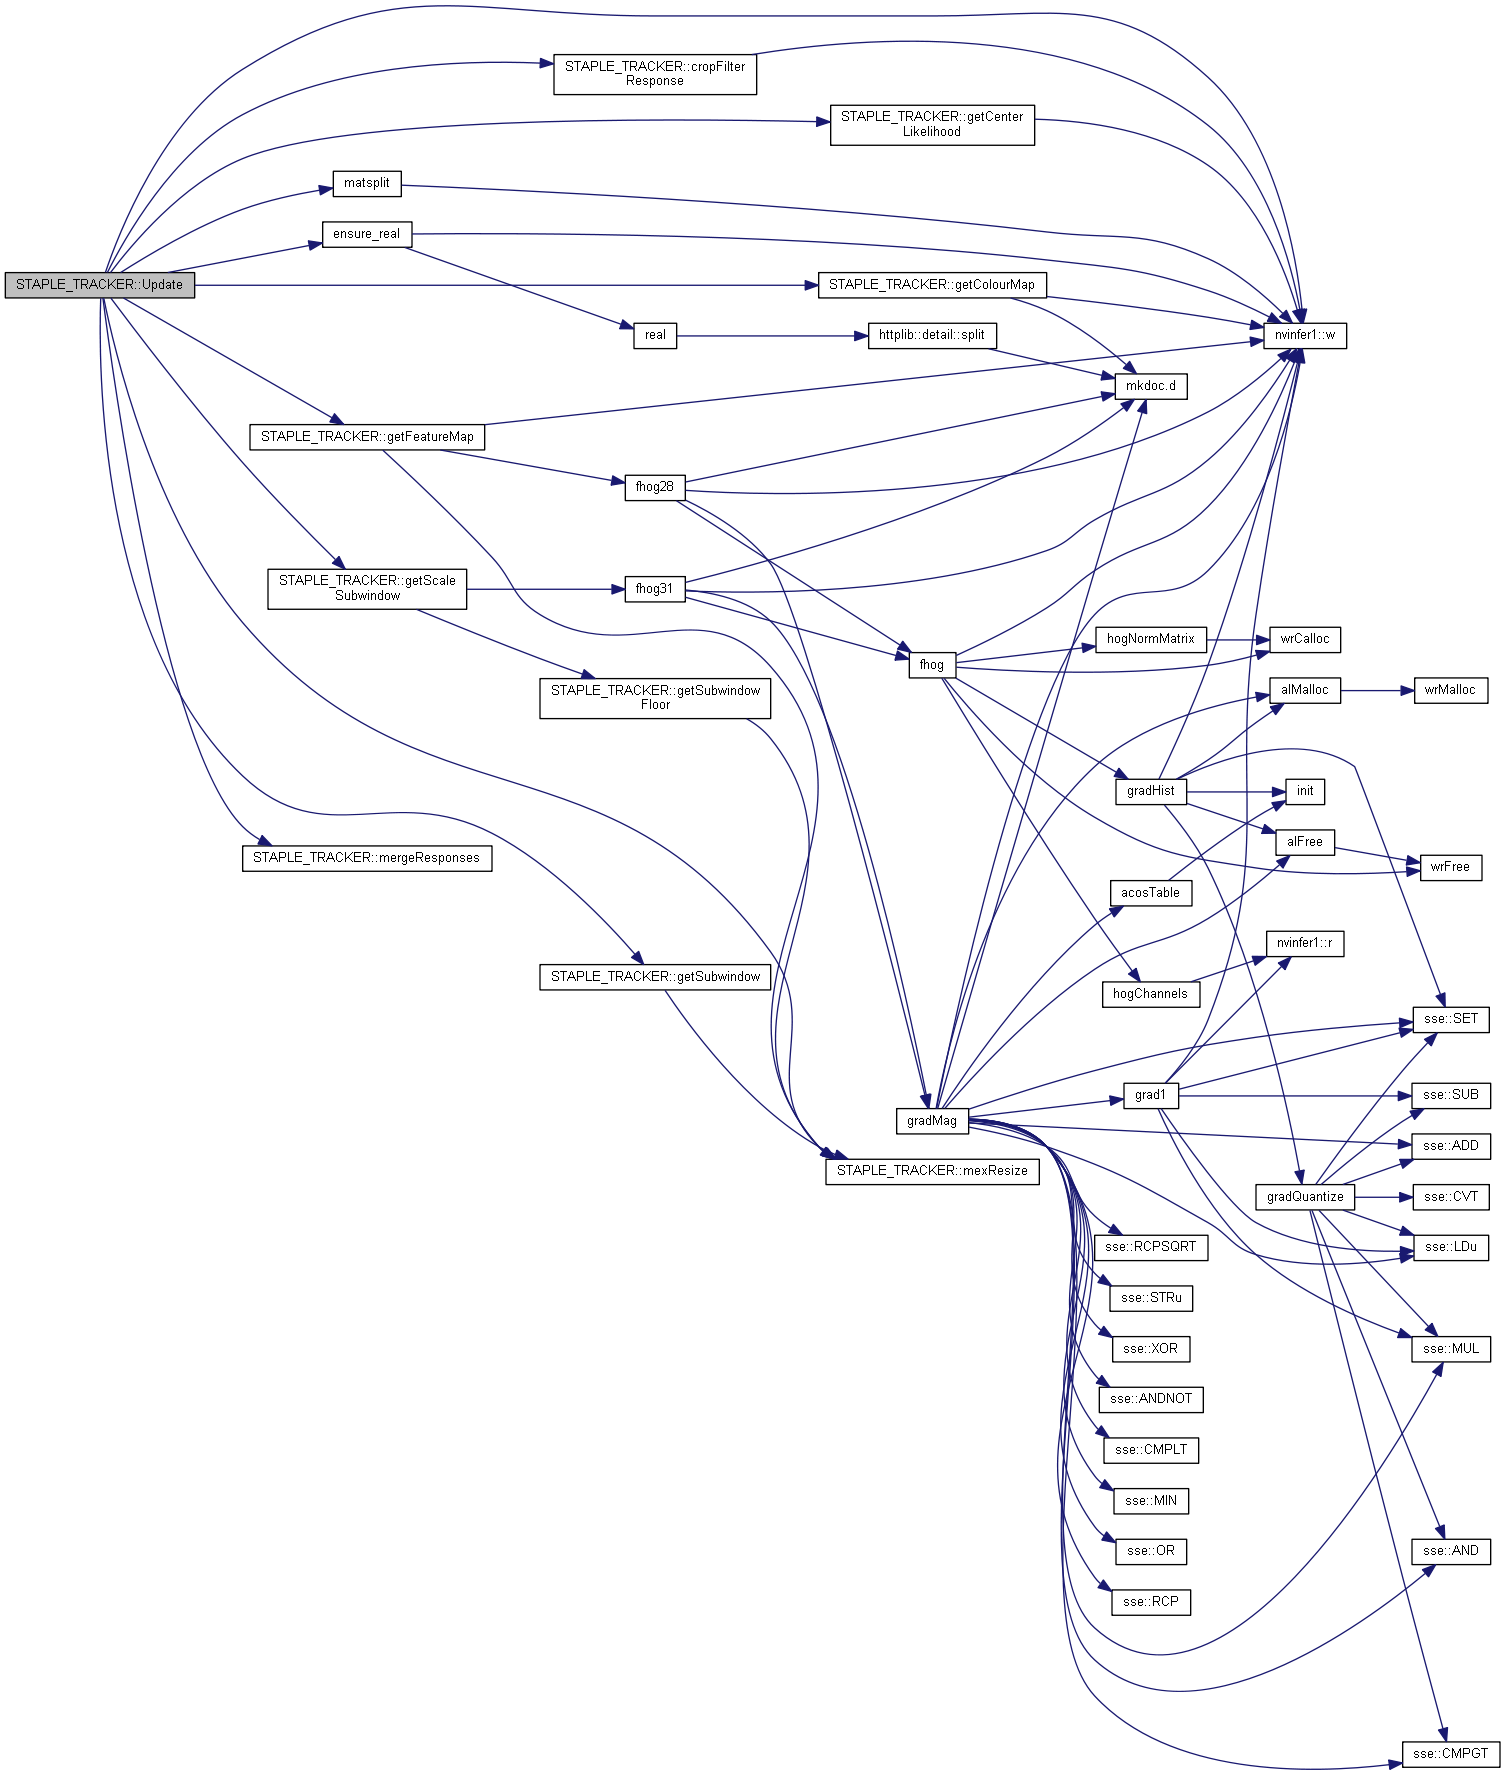 STAPLE_TRACKER::cropFilter
Response
STAPLE_TRACKER::getCenter
Likelihood
matsplit
ensure_real
STAPLE_TRACKER::Update
STAPLE_TRACKER::getColourMap
real
httplib::detail::split
nvinfer1::w
mkdoc.d
STAPLE_TRACKER::getFeatureMap
fhog28
STAPLE_TRACKER::getScale
Subwindow
fhog31
hogNormMatrix
wrCalloc
fhog
STAPLE_TRACKER::getSubwindow
Floor
alMalloc
wrMalloc
gradHist
init
alFree
STAPLE_TRACKER::mergeResponses
wrFree
acosTable
nvinfer1::r
STAPLE_TRACKER::getSubwindow
hogChannels
sse::SET
grad1
sse::SUB
gradMag
sse::ADD
STAPLE_TRACKER::mexResize
gradQuantize
sse::CVT
sse::RCPSQRT
sse::LDu
sse::STRu
sse::XOR
sse::MUL
sse::ANDNOT
sse::CMPLT
sse::MIN
sse::OR
sse::AND
sse::RCP
sse::CMPGT